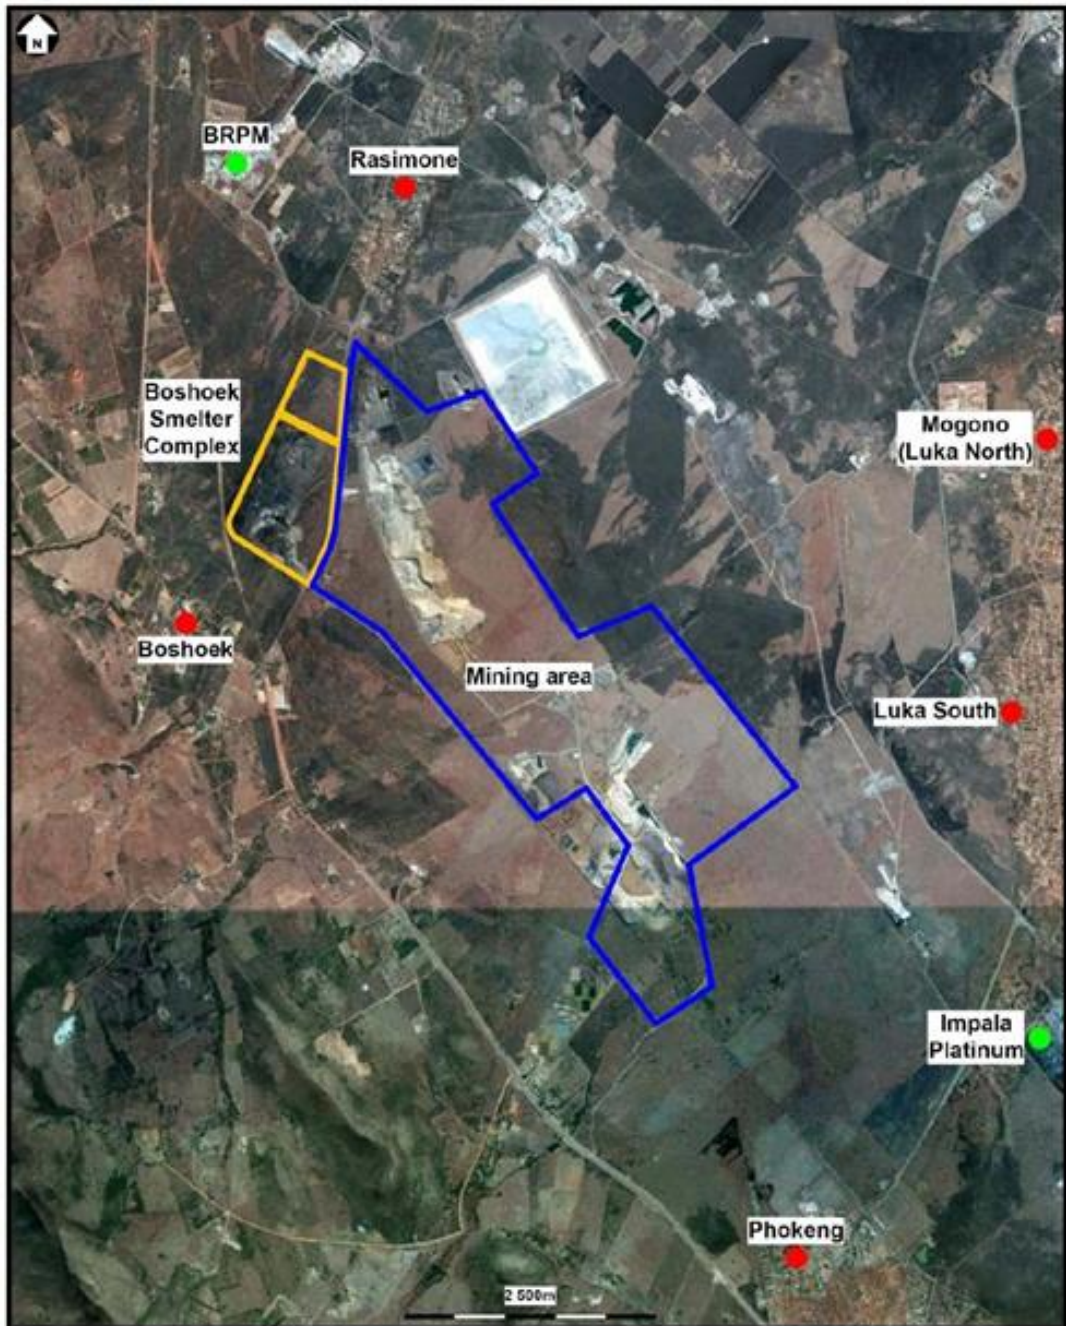 N
BRPM
Rasimone
Boshoek
Smelter
Complex
Mogono
(Luka North)
Boshoek
Mining area
Luka South
Impala
Platinum
Phokeng
2 500m